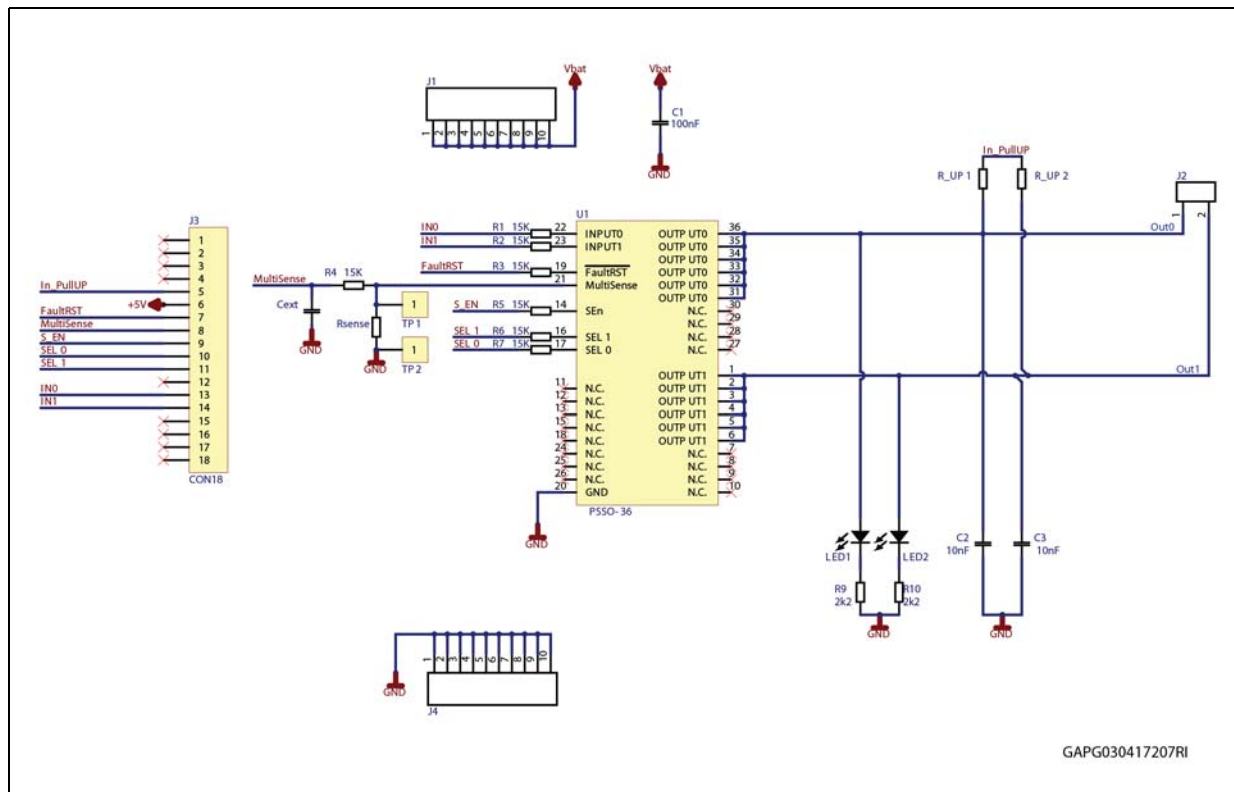 Vbat
Vbat
J1
1 2 3 4 5 6 7 8 9 10
C1
100nF
GND
In_PullUP
R_UP 1
R_UP 2
J2
1 2
Out0
J3
1
2
3
4
In_PullUP 5
+5V 6
FaultRST 7
MultiSense 8
S_EN 9
SEL 0 10
SEL 1 11
12
IN0 13
IN1 14
15
16
17
18
CON18
MultiSense
R4 15K
Cext
GND
Rsense
GND
1
TP 1
1
TP 2
U1
IN0 R1 15K 22 INPUT0
IN1 R2 15K 23 INPUT1
FaultRST R3 15K 19 FaultRST
21 MultiSense
S_EN R5 15K 14 SEn
SEL 1 R6 15K 16 SEL 1
SEL 0 R7 15K 17 SEL 0
11 N.C.
12 N.C.
13 N.C.
15 N.C.
18 N.C.
24 N.C.
25 N.C.
26 N.C.
20 GND
OUTP UT0 36
OUTP UT0 35
OUTP UT0 34
OUTP UT0 33
OUTP UT0 32
OUTP UT0 31
N.C. 30
N.C. 29
N.C. 28
N.C. 27
OUTP UT1 1
OUTP UT1 2
OUTP UT1 3
OUTP UT1 4
OUTP UT1 5
OUTP UT1 6
N.C. 7
N.C. 8
N.C. 9
N.C. 10
PSSO-36
GND
Out1
LED1
LED2
R9
2k2
R10
2k2
GND
C2
10nF
C3
10nF
GND
GND
1 2 3 4 5 6 7 8 9 10
J4
GAPG030417207RI